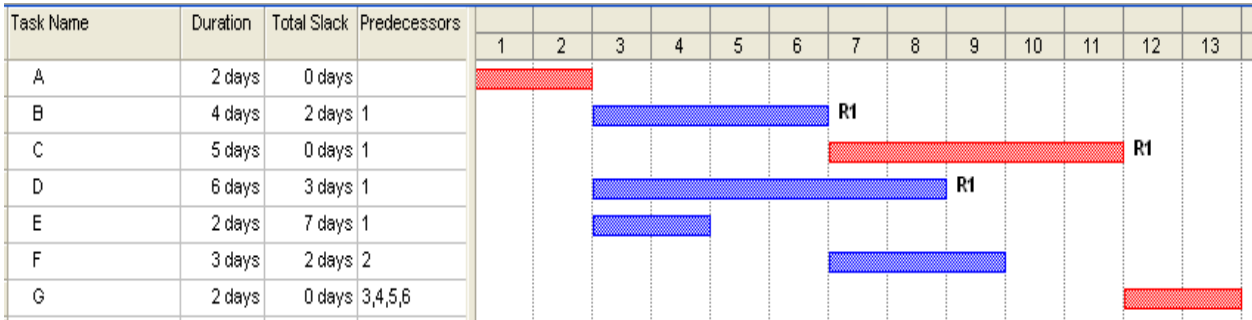 Task Name Duration Total Slack Predecessors
1 2 3 4 5 6 7 8 9 10 11 12 13
A 2 days 0 days
B 4 days 2 days 1 R1
C 5 days 0 days 1 R1
D 6 days 3 days 1 R1
E 2 days 7 days 1
F 3 days 2 days 2
G 2 days 0 days 3,4,5,6